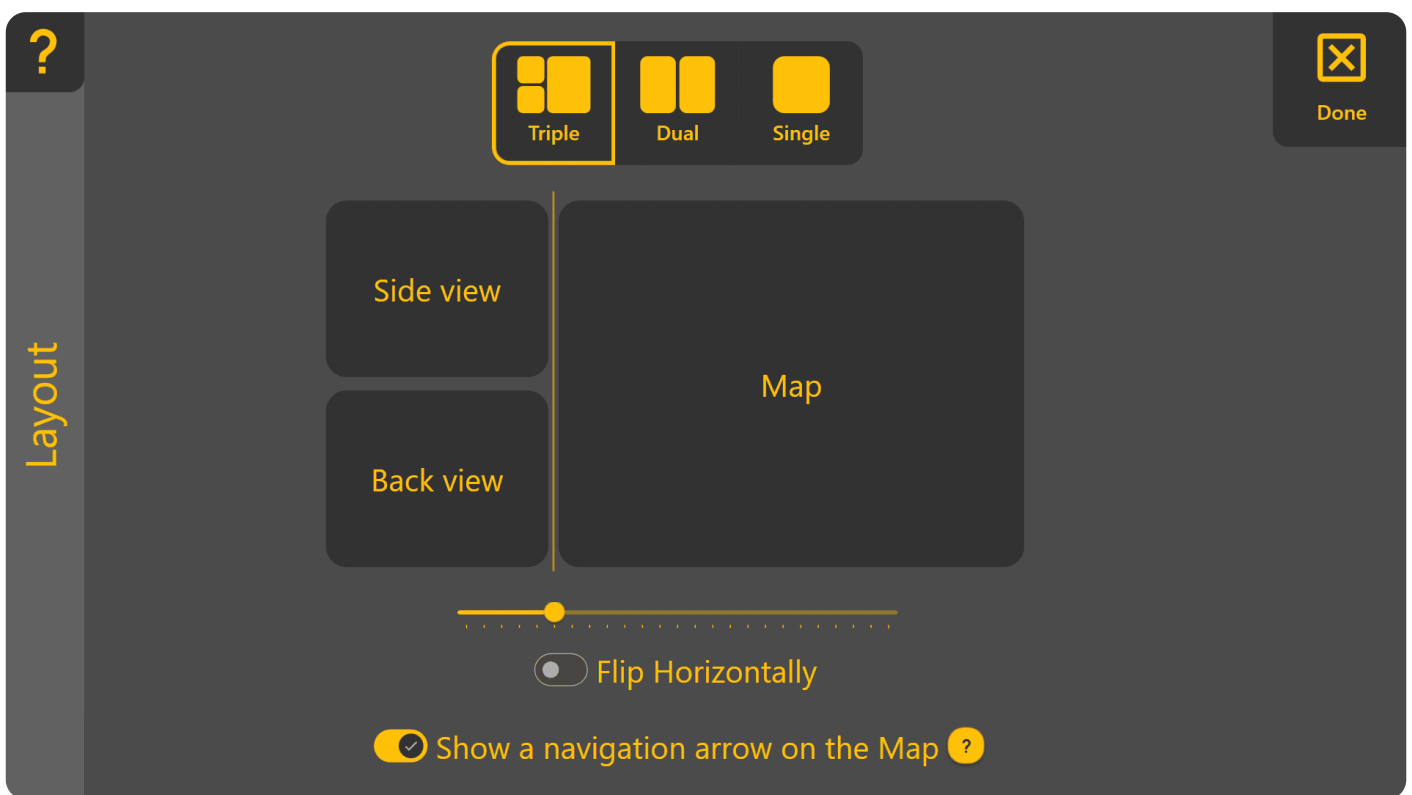 ?
Triple
Dual
Single
Done
Side view
Map
Back view
Layout
Flip Horizontally
Show a navigation arrow on the Map ?